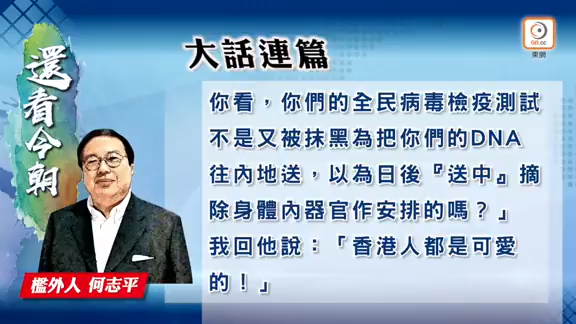 大話連篇
on.cc
東網
還看今朝
你看，你們的全民病毒檢疫測試
不是又被抹黑為把你們的DNA
往內地送，以為日後『送中』摘
除身體內器官作安排的嗎？」
我回他說：「香港人都是可愛
的！」
檻外人 何志平